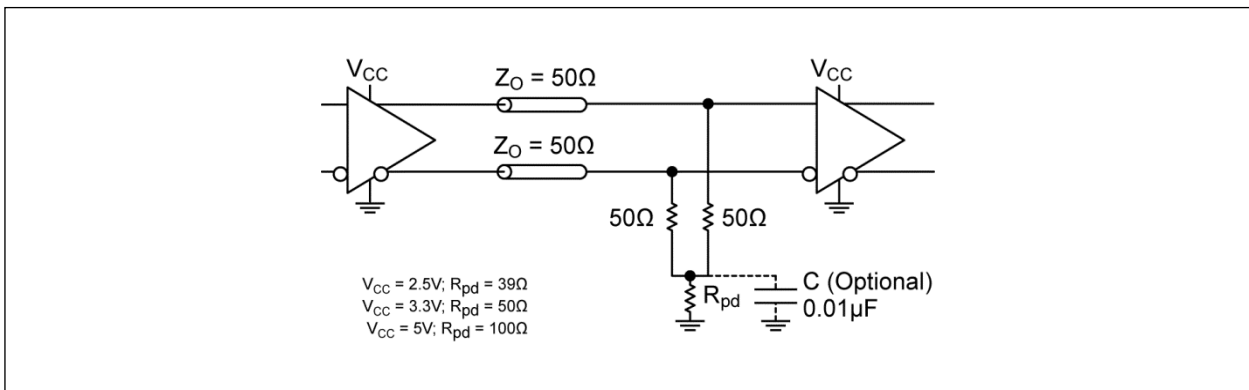 V_CC
Z_O = 50Ω
V_CC
Z_O = 50Ω
50Ω
50Ω
V_CC = 2.5V; R_pd = 39Ω
V_CC = 3.3V; R_pd = 50Ω
V_CC = 5V; R_pd = 100Ω
R_pd
C (Optional)
0.01µF